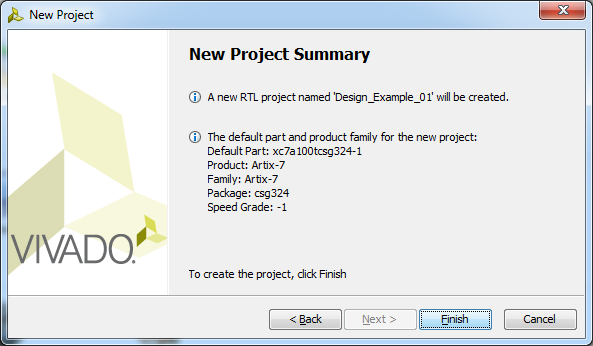 New Project
New Project Summary
A new RTL project named 'Design_Example_01' will be created.
The default part and product family for the new project:
Default Part: xc7a100tcsg324-1
Product: Artix-7
Family: Artix-7
Package: csg324
Speed Grade: -1
VIVADO.
To create the project, click Finish
< Back Next > Finish Cancel